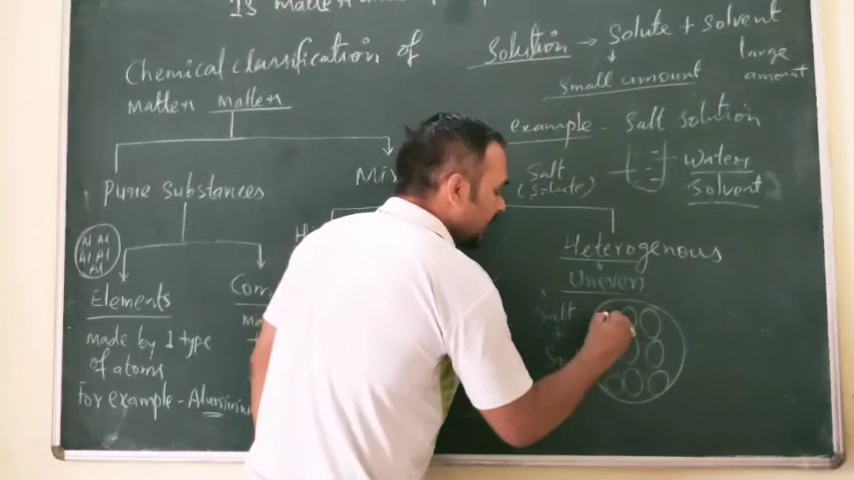 Is matter
Chemical classification of
matter matter
Pure Substances
Al Al
Al Al
Al
Elements
made by 1 type
of atoms
For example - Aluminium
Solution → Solute + Solvent
small amount
large
amount
example - Salt solution
Salt
(Solute)
Water
Solvent
Heterogenous
Uneven
Salt
+